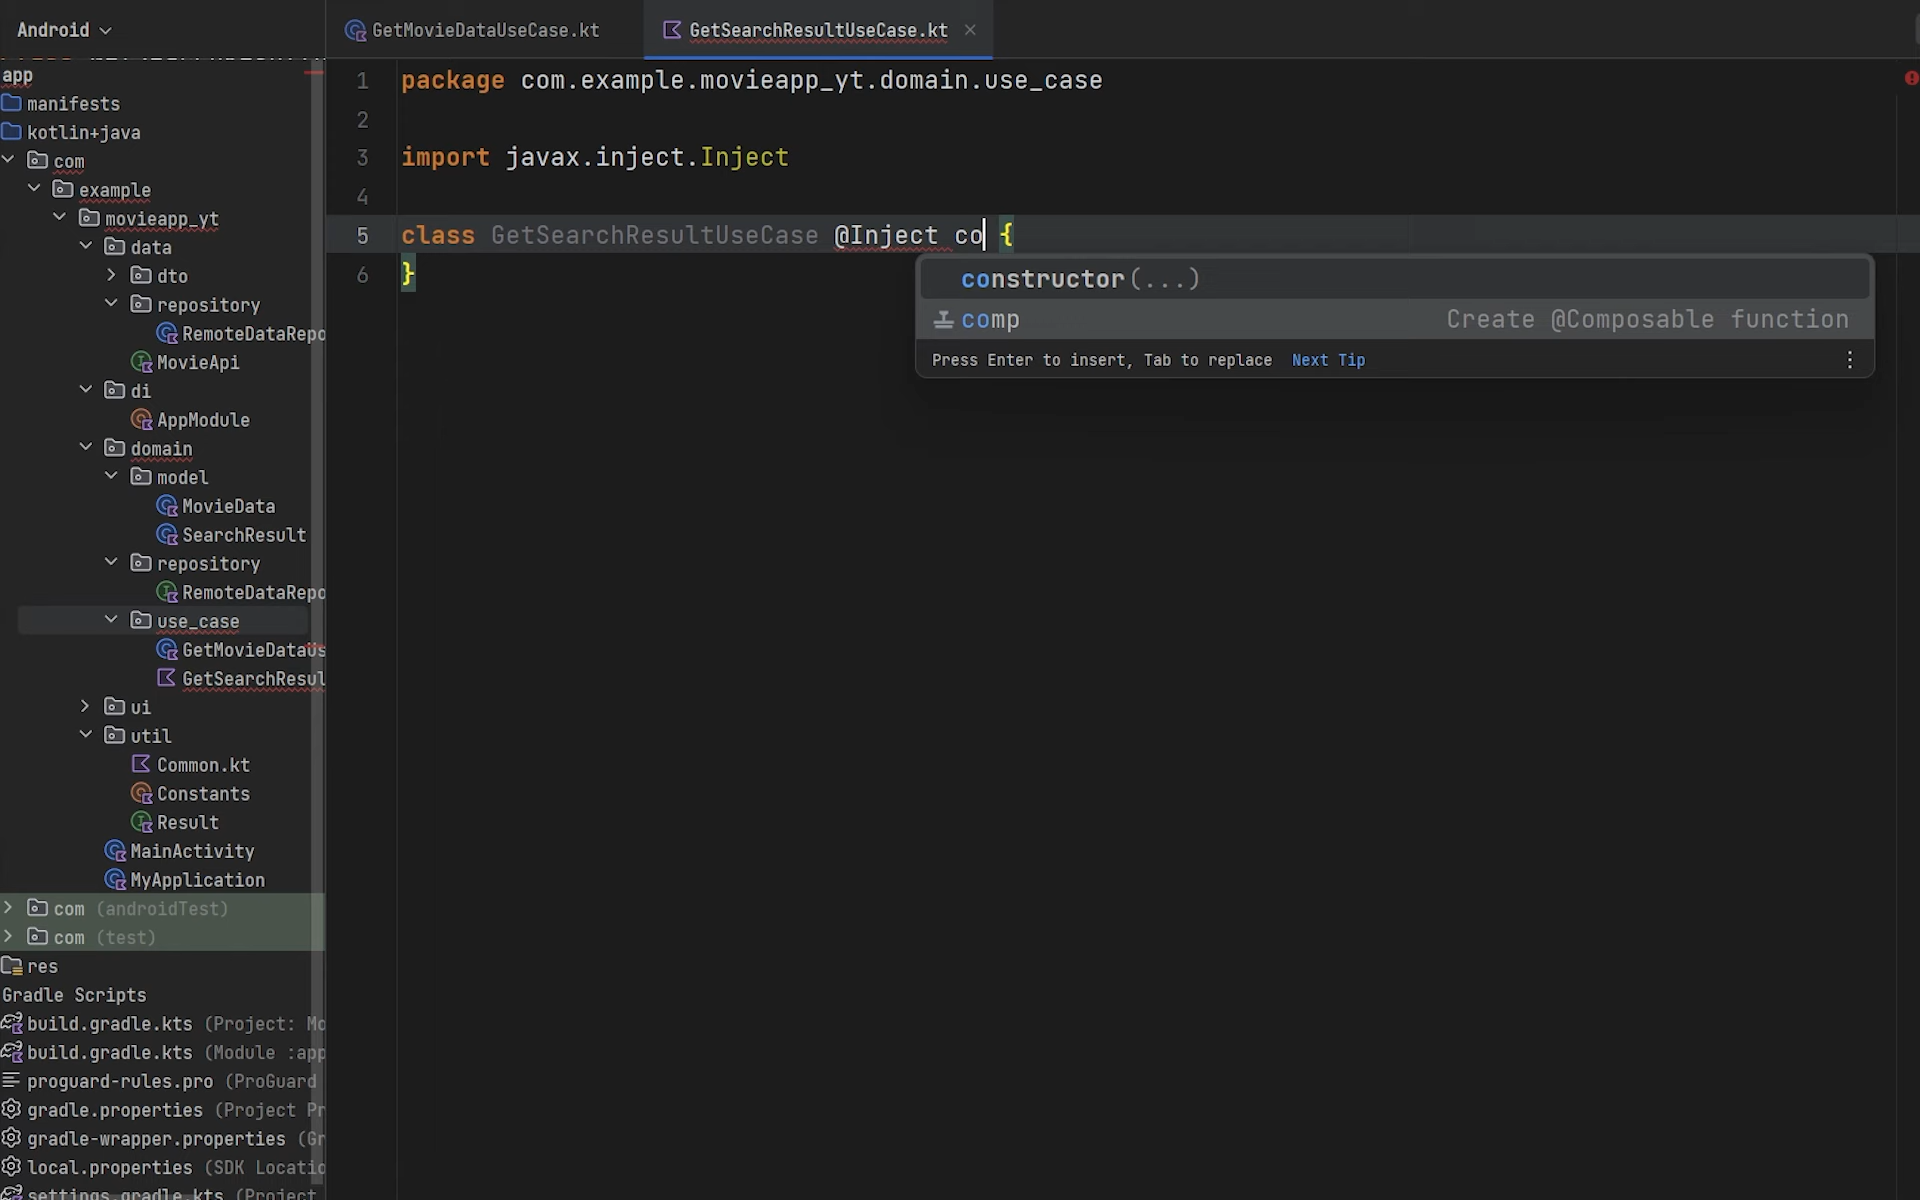 Android
GetMovieDataUseCase.kt
GetSearchResultUseCase.kt
app
manifests
kotlin+java
com
example
movieapp_yt
data
dto
repository
RemoteDataRepo
MovieApi
di
AppModule
domain
model
MovieData
SearchResult
repository
RemoteDataRepo
use_case
GetMovieDataUs
GetSearchResul
ui
util
Common.kt
Constants
Result
MainActivity
MyApplication
com (androidTest)
com (test)
res
Gradle Scripts
build.gradle.kts (Project: Mo
build.gradle.kts (Module :app
proguard-rules.pro (ProGuard
gradle.properties (Project Pr
gradle-wrapper.properties (Gr
local.properties (SDK Locatio
settings.gradle.kts (Project
1 package com.example.movieapp_yt.domain.use_case
2
3 import javax.inject.Inject
4
5 class GetSearchResultUseCase @Inject co {
6 }
constructor(...)
comp Create @Composable function
Press Enter to insert, Tab to replace Next Tip